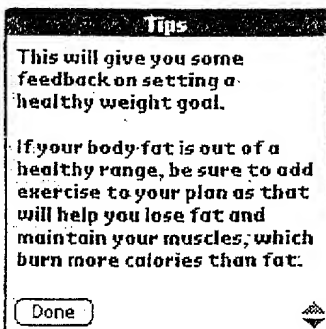 Tips
This will give you some
feedback on setting a
healthy weight goal.
If your body fat is out of a
healthy range, be sure to add
exercise to your plan as that
will help you lose fat and
maintain your muscles, which
burn more calories than fat.
Done